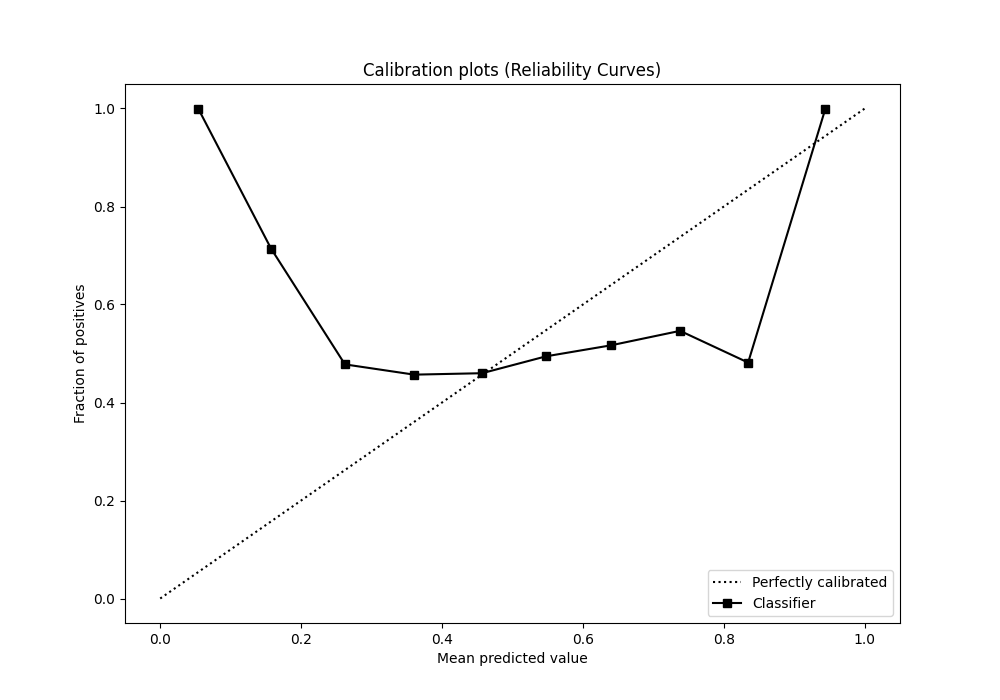 Calibration plots (Reliability Curves)
Fraction of positives
1.0
0.8
0.6
0.4
0.2
0.0
0.0 0.2 0.4 0.6 0.8 1.0
Mean predicted value
Perfectly calibrated
Classifier